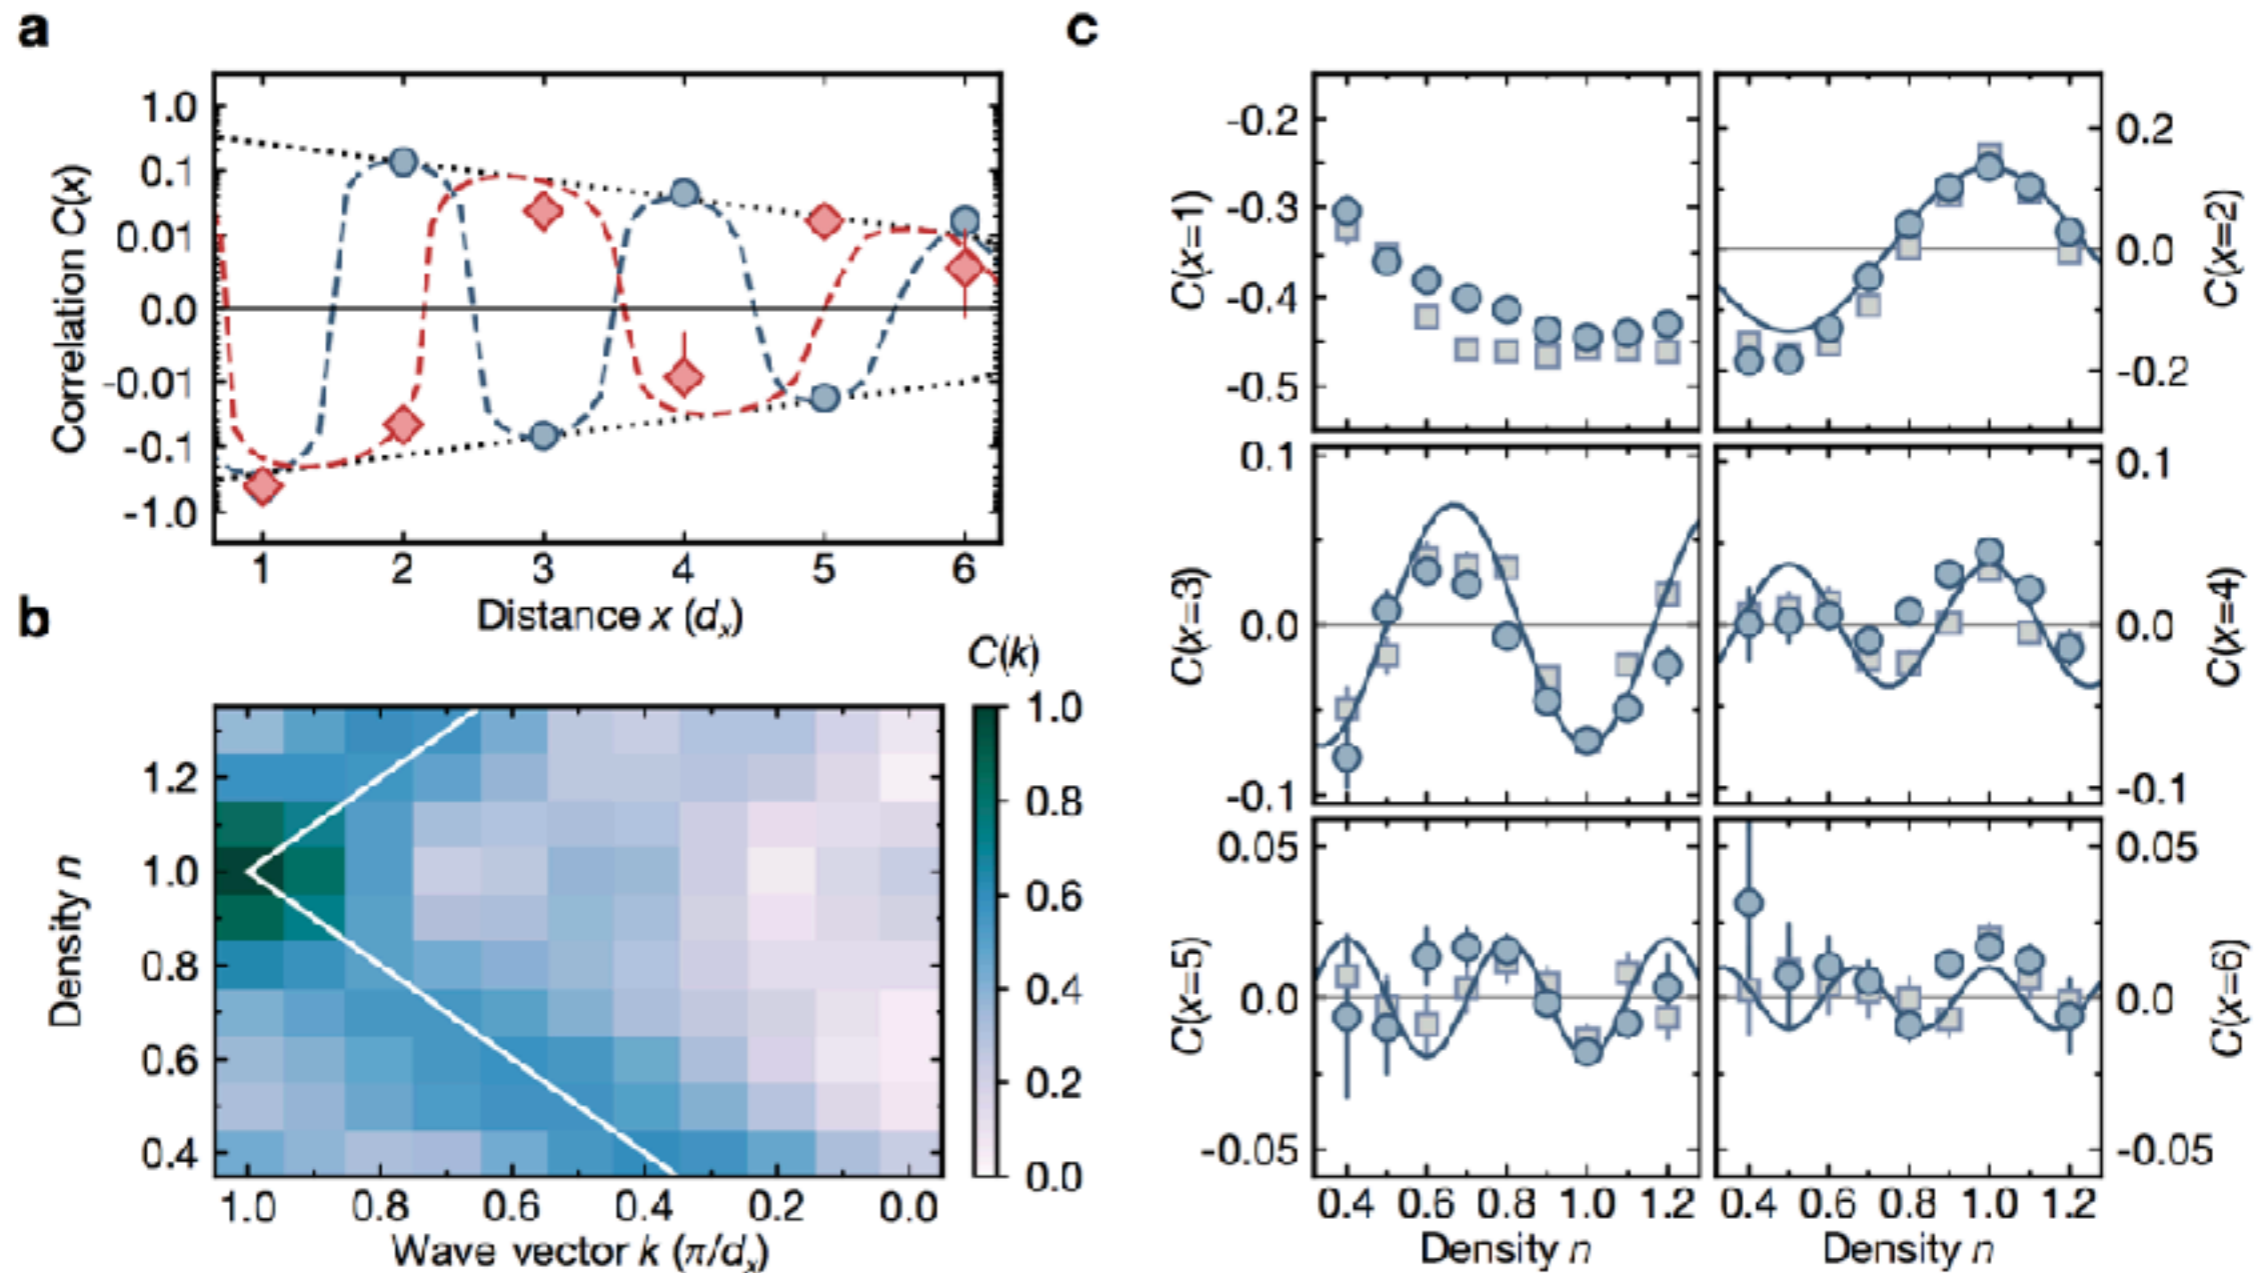 a
Correlation C(x)
1.0
0.1
0.01
0.0
-0.01
-0.1
-1.0
1 2 3 4 5 6
Distance x (dₓ)
b
C(k)
Density n
1.2
1.0
0.8
0.6
0.4
1.0 0.8 0.6 0.4 0.2 0.0
Wave vector k (π/dₓ)
1.0
0.8
0.6
0.4
0.2
0.0
c
C(x=1)
-0.2
-0.3
-0.4
-0.5
0.2
0.0
-0.2
C(x=2)
C(x=3)
0.1
0.0
-0.1
0.1
0.0
-0.1
C(x=4)
C(x=5)
0.05
0.0
-0.05
0.05
0.0
-0.05
C(x=6)
0.4 0.6 0.8 1.0 1.2
Density n
0.4 0.6 0.8 1.0 1.2
Density n